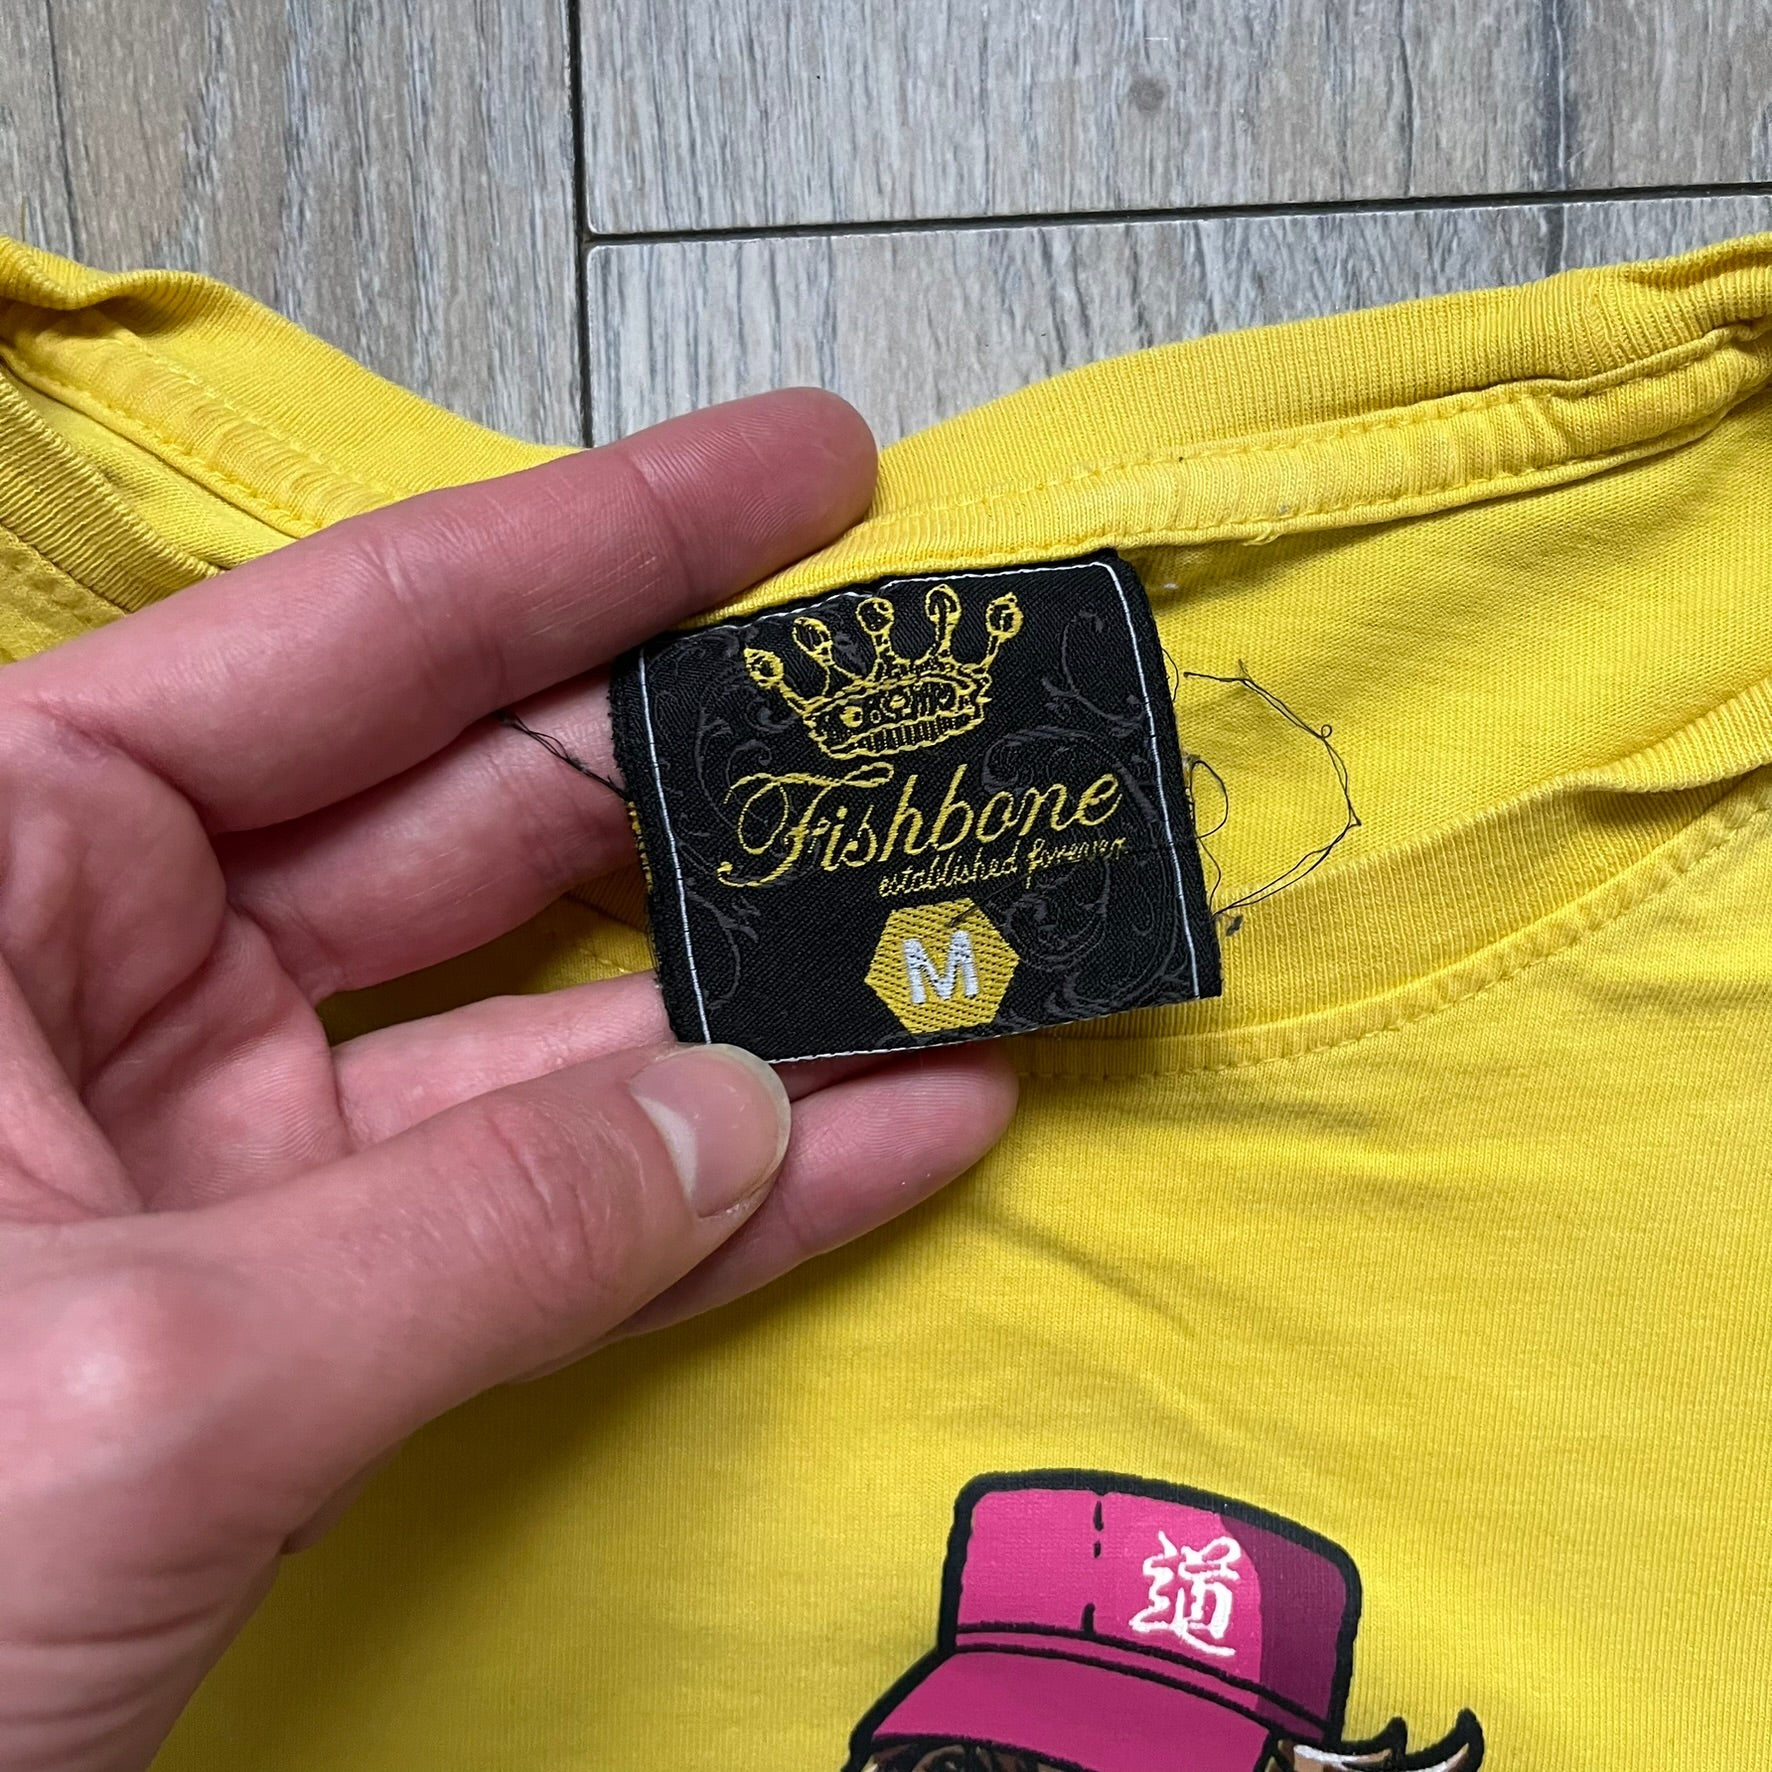 Fishbone
established forever
M
道